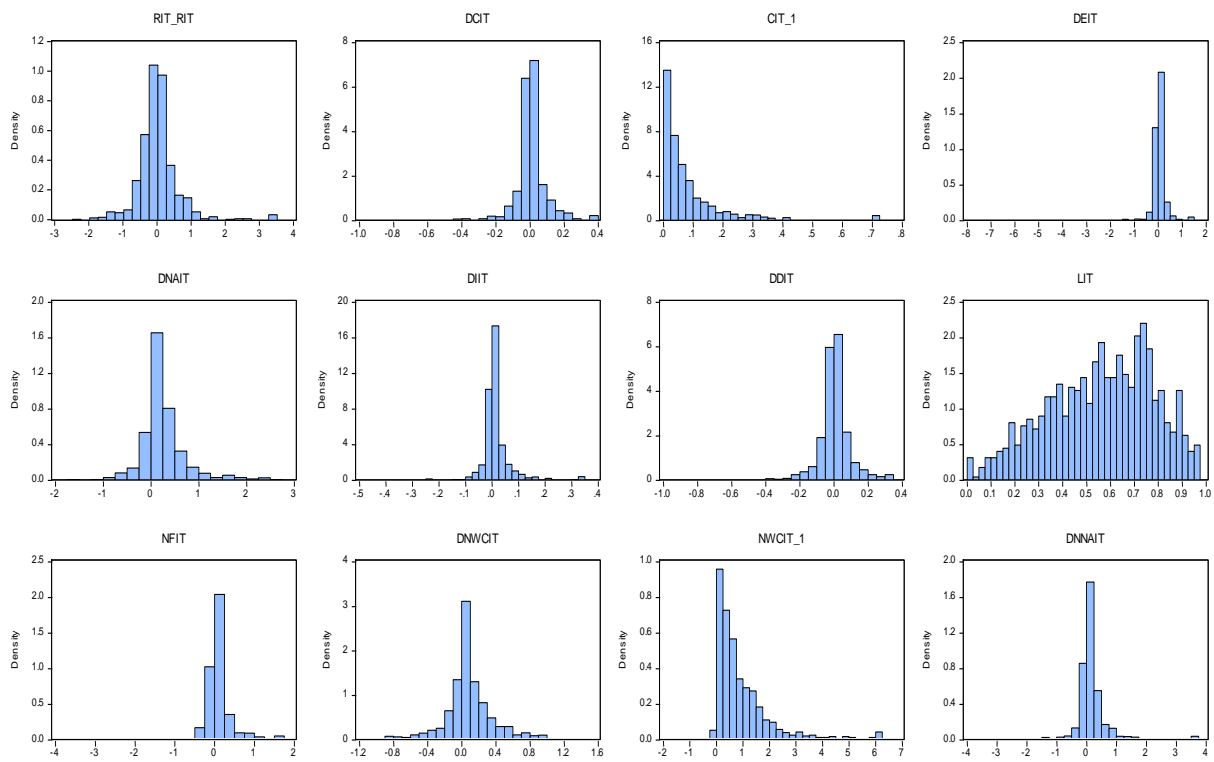 RIT_RIT
Density
1.2
1.0
0.8
0.6
0.4
0.2
0.0
-3 -2 -1 0 1 2 3 4
DCIT
Density
8
6
4
2
0
-1.0 -0.8 -0.6 -0.4 -0.2 0.0 0.2 0.4
CIT_1
Density
16
12
8
4
0
.0 .1 .2 .3 .4 .5 .6 .7 .8
DEIT
Density
2.5
2.0
1.5
1.0
0.5
0.0
-8 -7 -6 -5 -4 -3 -2 -1 0 1 2
DNAIT
Density
2.0
1.6
1.2
0.8
0.4
0.0
-2 -1 0 1 2 3
DIIT
Density
20
16
12
8
4
0
-.5 -.4 -.3 -.2 -.1 .0 .1 .2 .3 .4
DDIT
Density
8
6
4
2
0
-1.0 -0.8 -0.6 -0.4 -0.2 0.0 0.2 0.4
LIT
Density
2.5
2.0
1.5
1.0
0.5
0.0
0.0 0.1 0.2 0.3 0.4 0.5 0.6 0.7 0.8 0.9 1.0
NFIT
Density
2.5
2.0
1.5
1.0
0.5
0.0
-4 -3 -2 -1 0 1 2
DNWCIT
Density
4
3
2
1
0
-1.2 -0.8 -0.4 0.0 0.4 0.8 1.2 1.6
NWCIT_1
Density
1.0
0.8
0.6
0.4
0.2
0.0
-2 -1 0 1 2 3 4 5 6 7
DNNAIT
Density
2.0
1.5
1.0
0.5
0.0
-4 -3 -2 -1 0 1 2 3 4